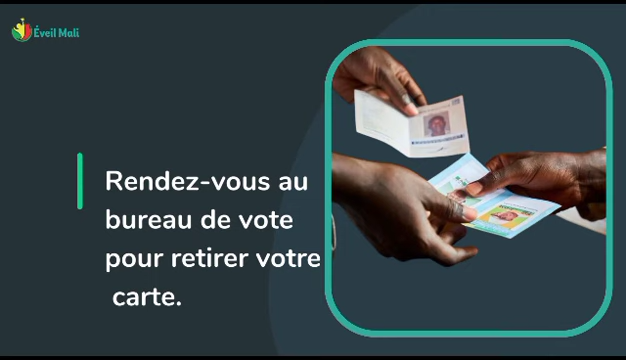 Éveil Mali
Rendez-vous au
bureau de vote
pour retirer votre
carte.